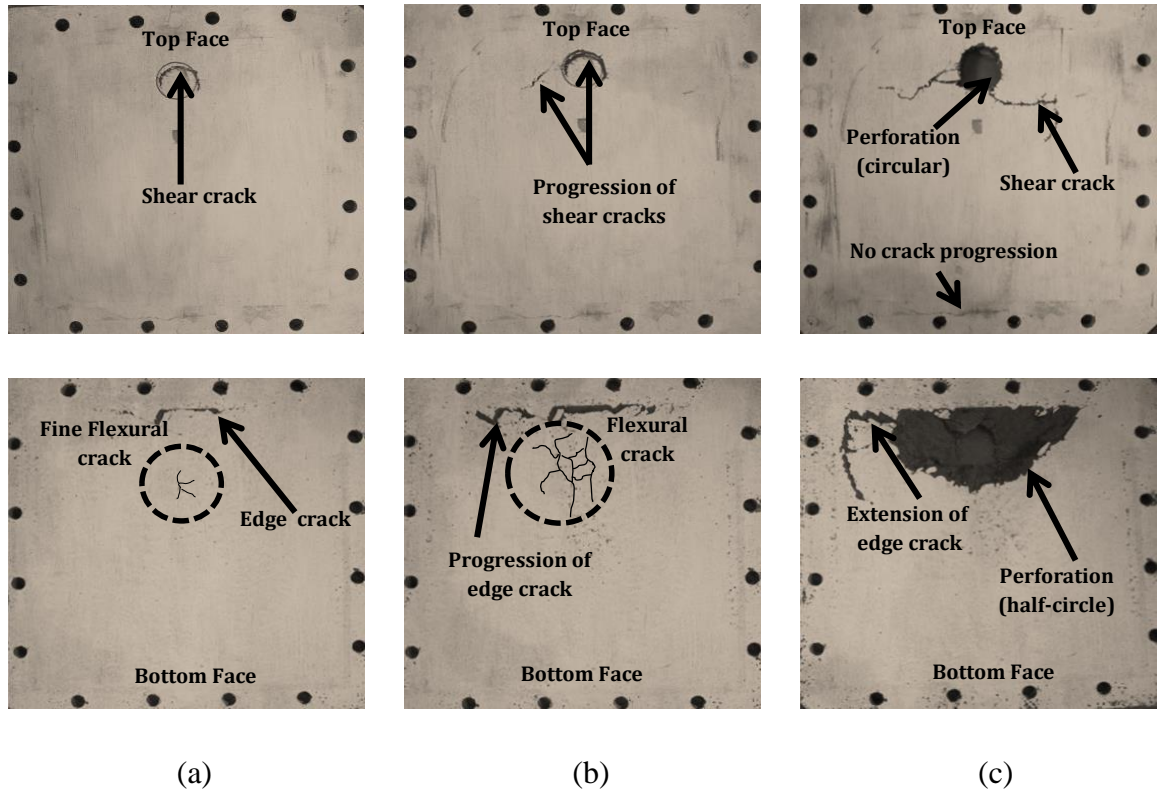 Top Face
Shear crack
Top Face
Progression of
shear cracks
Top Face
Perforation
(circular)
Shear crack
No crack progression
Fine Flexural
crack
Edge crack
Bottom Face
Flexural
crack
Progression of
edge crack
Bottom Face
Extension of
edge crack
Perforation
(half-circle)
Bottom Face
(a)
(b)
(c)